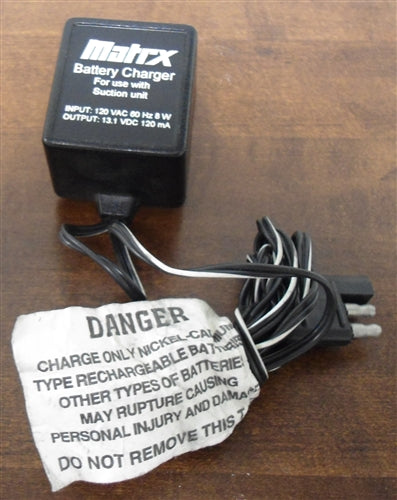 Matrx
Battery Charger
For use with
Suction unit
INPUT: 120 VAC 60 Hz 8 W
OUTPUT: 13.1 VDC 120 mA
DANGER
CHARGE ONLY NICKEL-CA
TYPE RECHARGEABLE BATTERIES
OTHER TYPES OF BATTERIE
MAY RUPTURE CAUSING
PERSONAL INJURY AND DAMA
DO NOT REMOVE THIS T